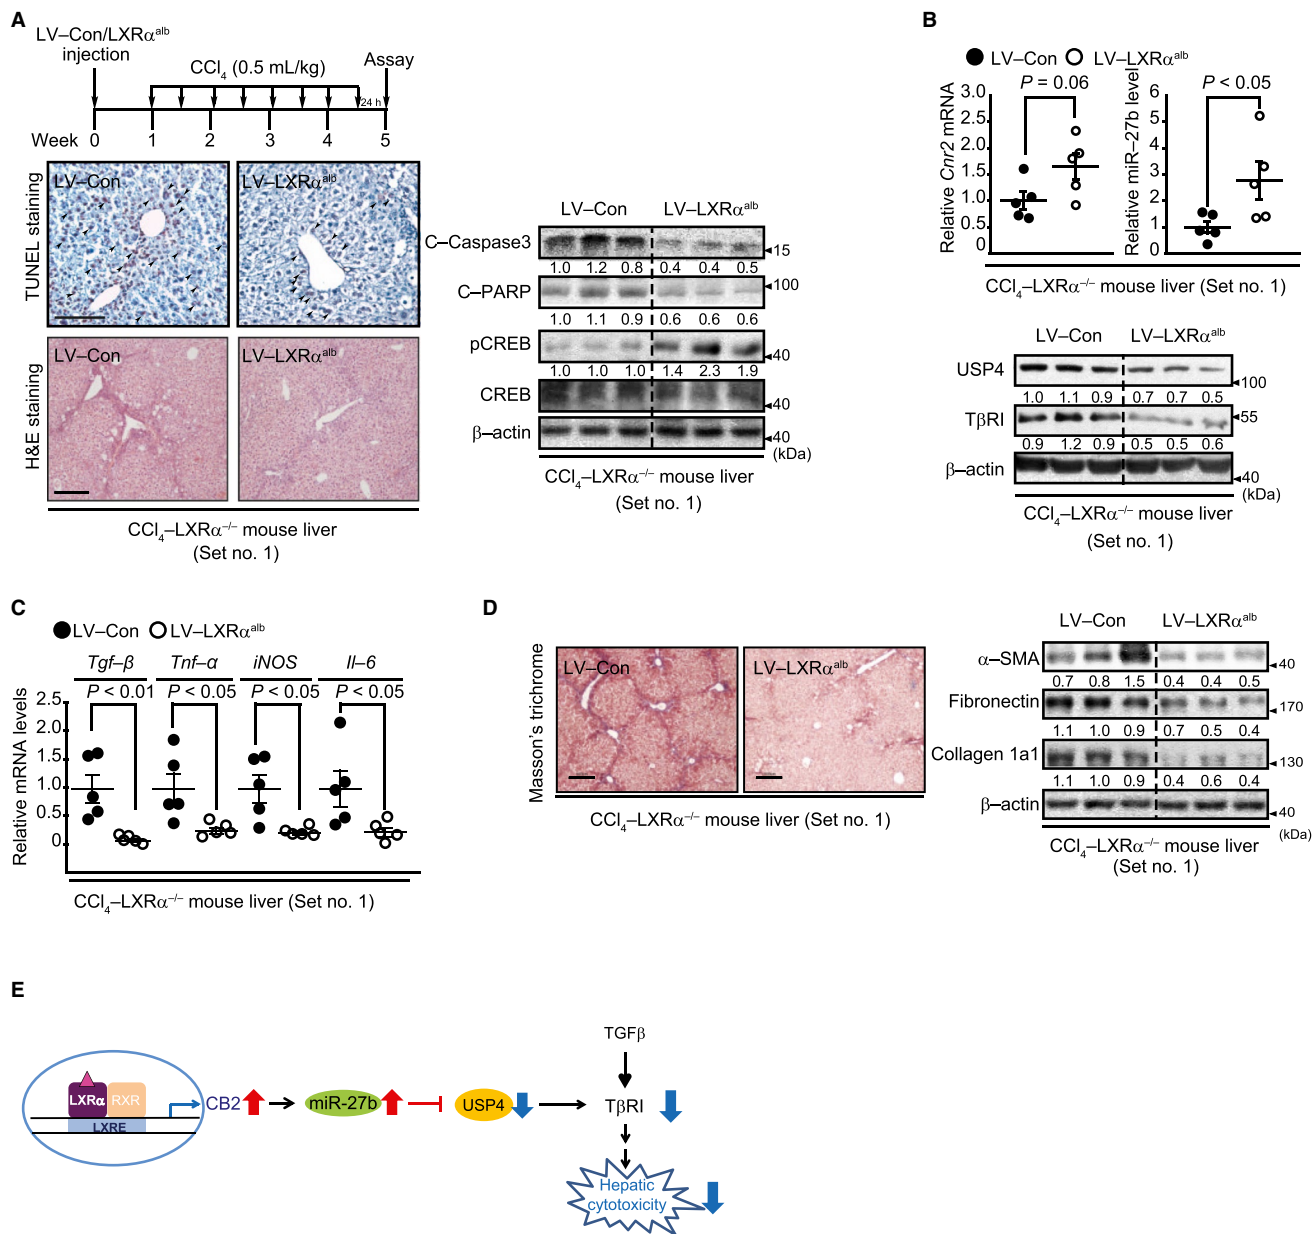 A
LV–Con/LXRα^alb
injection
CCl₄ (0.5 mL/kg)
Assay
24 h
Week 0 1 2 3 4 5
TUNEL staining
LV–Con
LV–LXRα^alb
H&E staining
LV–Con
LV–LXRα^alb
CCl₄–LXRα⁻/⁻ mouse liver
(Set no. 1)
LV–Con LV–LXRα^alb
C–Caspase3
15
1.0 1.2 0.8 0.4 0.4 0.5
C–PARP
100
1.0 1.1 0.9 0.6 0.6 0.6
pCREB
40
1.0 1.0 1.0 1.4 2.3 1.9
CREB
40
β–actin
40
(kDa)
CCl₄–LXRα⁻/⁻ mouse liver
(Set no. 1)
B
LV–Con LV–LXRα^alb
P = 0.06
Relative Cnr2 mRNA
3.0
2.5
2.0
1.5
1.0
0.5
0
P < 0.05
Relative miR–27b level
6
5
4
3
2
1
0
CCl₄–LXRα⁻/⁻ mouse liver (Set no. 1)
LV–Con LV–LXRα^alb
USP4
100
1.0 1.1 0.9 0.7 0.7 0.5
TβRI
55
0.9 1.2 0.9 0.5 0.5 0.6
β–actin
40
(kDa)
CCl₄–LXRα⁻/⁻ mouse liver
(Set no. 1)
C
LV–Con LV–LXRα^alb
Tgf–β Tnf–α iNOS Il–6
P < 0.01 P < 0.05 P < 0.05 P < 0.05
Relative mRNA levels
2.5
2.0
1.5
1.0
0.5
0
CCl₄–LXRα⁻/⁻ mouse liver (Set no. 1)
D
Masson's trichrome
LV–Con
LV–LXRα^alb
CCl₄–LXRα⁻/⁻ mouse liver (Set no. 1)
LV–Con LV–LXRα^alb
α–SMA
40
0.7 0.8 1.5 0.4 0.4 0.5
Fibronectin
170
1.1 1.0 0.9 0.7 0.5 0.4
Collagen 1a1
130
1.1 1.0 0.9 0.4 0.6 0.4
β–actin
40
(kDa)
CCl₄–LXRα⁻/⁻ mouse liver
(Set no. 1)
E
TGFβ
LXRα RXR
LXRE
CB2
miR-27b
USP4
TβRI
Hepatic
cytotoxicity